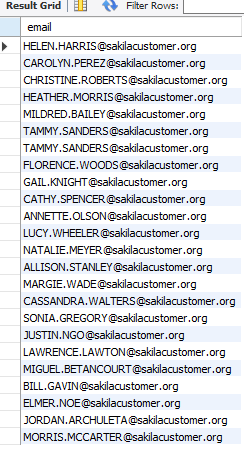 Result Grid Filter Rows:
email
HELEN.HARRIS@sakilacustomer.org
CAROLYN.PEREZ@sakilacustomer.org
CHRISTINE.ROBERTS@sakilacustomer.org
HEATHER.MORRIS@sakilacustomer.org
MILDRED.BAILEY@sakilacustomer.org
TAMMY.SANDERS@sakilacustomer.org
TAMMY.SANDERS@sakilacustomer.org
FLORENCE.WOODS@sakilacustomer.org
GAIL.KNIGHT@sakilacustomer.org
CATHY.SPENCER@sakilacustomer.org
ANNETTE.OLSON@sakilacustomer.org
LUCY.WHEELER@sakilacustomer.org
NATALIE.MEYER@sakilacustomer.org
ALLISON.STANLEY@sakilacustomer.org
MARGIE.WADE@sakilacustomer.org
CASSANDRA.WALTERS@sakilacustomer.org
SONIA.GREGORY@sakilacustomer.org
JUSTIN.NGO@sakilacustomer.org
LAWRENCE.LAWTON@sakilacustomer.org
MIGUEL.BETANCOURT@sakilacustomer.org
BILL.GAVIN@sakilacustomer.org
ELMER.NOE@sakilacustomer.org
JORDAN.ARCHULETA@sakilacustomer.org
MORRIS.MCCARTER@sakilacustomer.org